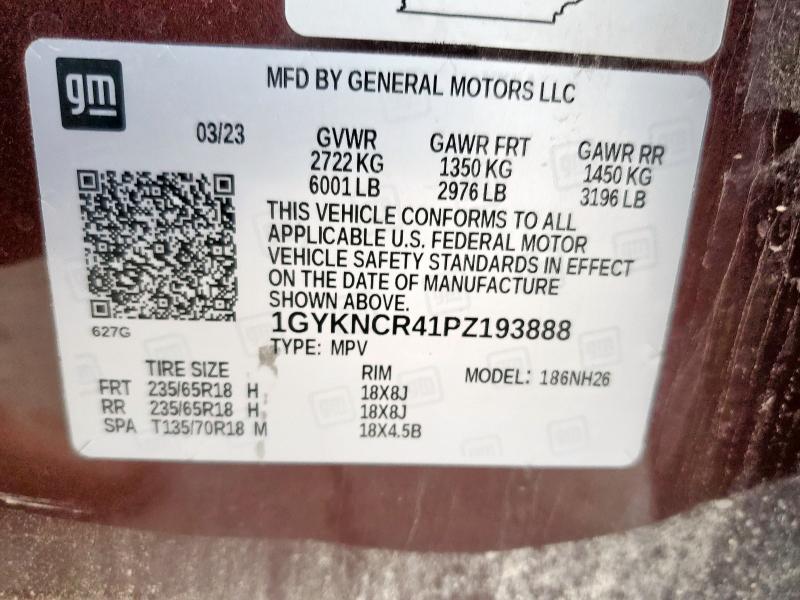 gm
MFD BY GENERAL MOTORS LLC
03/23
GVWR
2722 KG
6001 LB
GAWR FRT
1350 KG
2976 LB
GAWR RR
1450 KG
3196 LB
THIS VEHICLE CONFORMS TO ALL
APPLICABLE U.S. FEDERAL MOTOR
VEHICLE SAFETY STANDARDS IN EFFECT
ON THE DATE OF MANUFACTURE
SHOWN ABOVE.
627G
1GYKNCR41PZ193888
TYPE: MPV
TIRE SIZE RIM MODEL: 186NH26
FRT 235/65R18 H 18X8J
RR 235/65R18 H 18X8J
SPA T135/70R18 M 18X4.5B